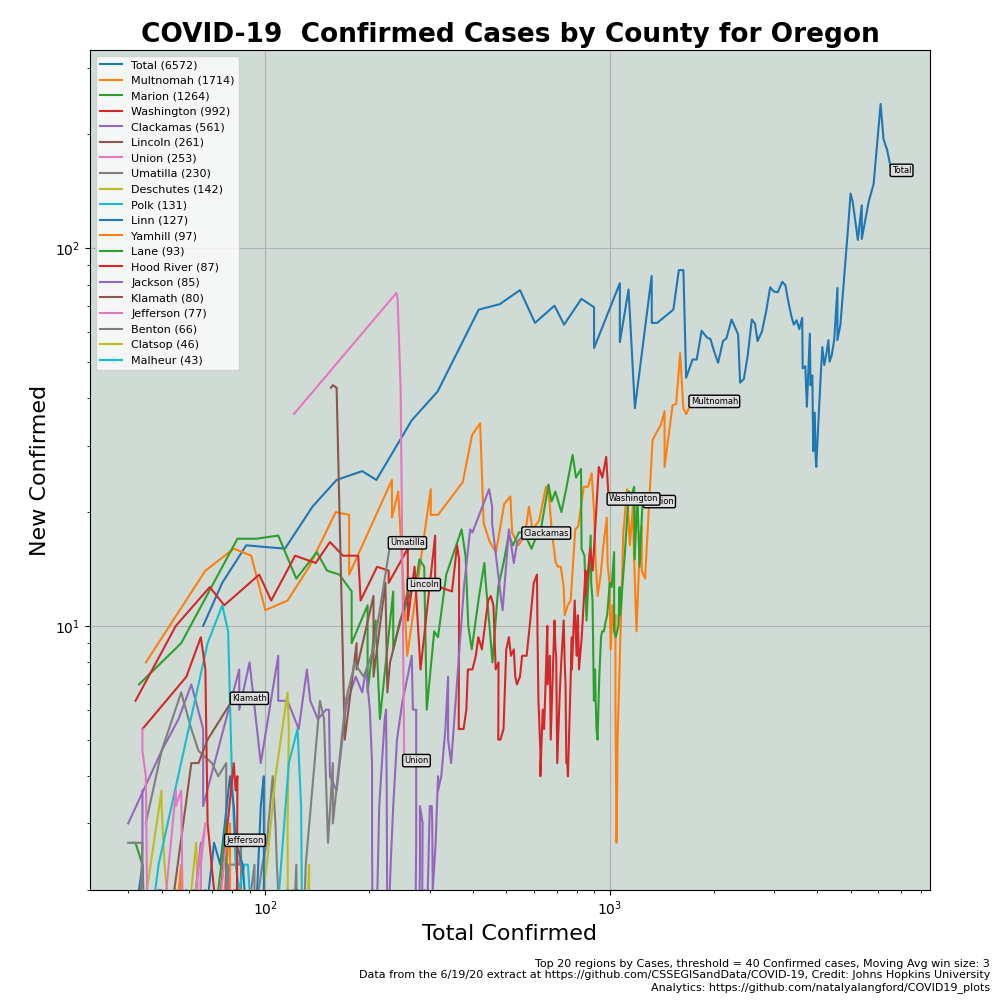 COVID-19  Confirmed Cases by County for Oregon
Total (6572)
Multnomah (1714)
Marion (1264)
Washington (992)
Clackamas (561)
Lincoln (261)
Union (253)
Umatilla (230)
Deschutes (142)
Polk (131)
Linn (127)
Yamhill (97)
Lane (93)
Hood River (87)
Jackson (85)
Klamath (80)
Jefferson (77)
Benton (66)
Clatsop (46)
Malheur (43)
Total
Multnomah
Washington
ion
Clackamas
Umatilla
Lincoln
Klamath
Union
Jefferson
New Confirmed
10²
10¹
10²
10³
Total Confirmed
Top 20 regions by Cases, threshold = 40 Confirmed cases, Moving Avg win size: 3
Data from the 6/19/20 extract at https://github.com/CSSEGISandData/COVID-19, Credit: Johns Hopkins University
Analytics: https://github.com/natalyalangford/COVID19_plots